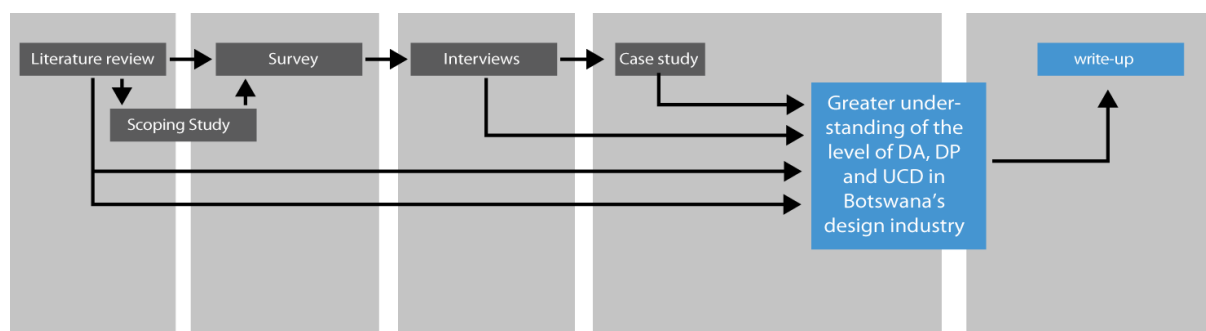 Literature review
Survey
Interviews
Case study
write-up
Scoping Study
Greater under-
standing of the
level of DA, DP
and UCD in
Botswana's
design industry